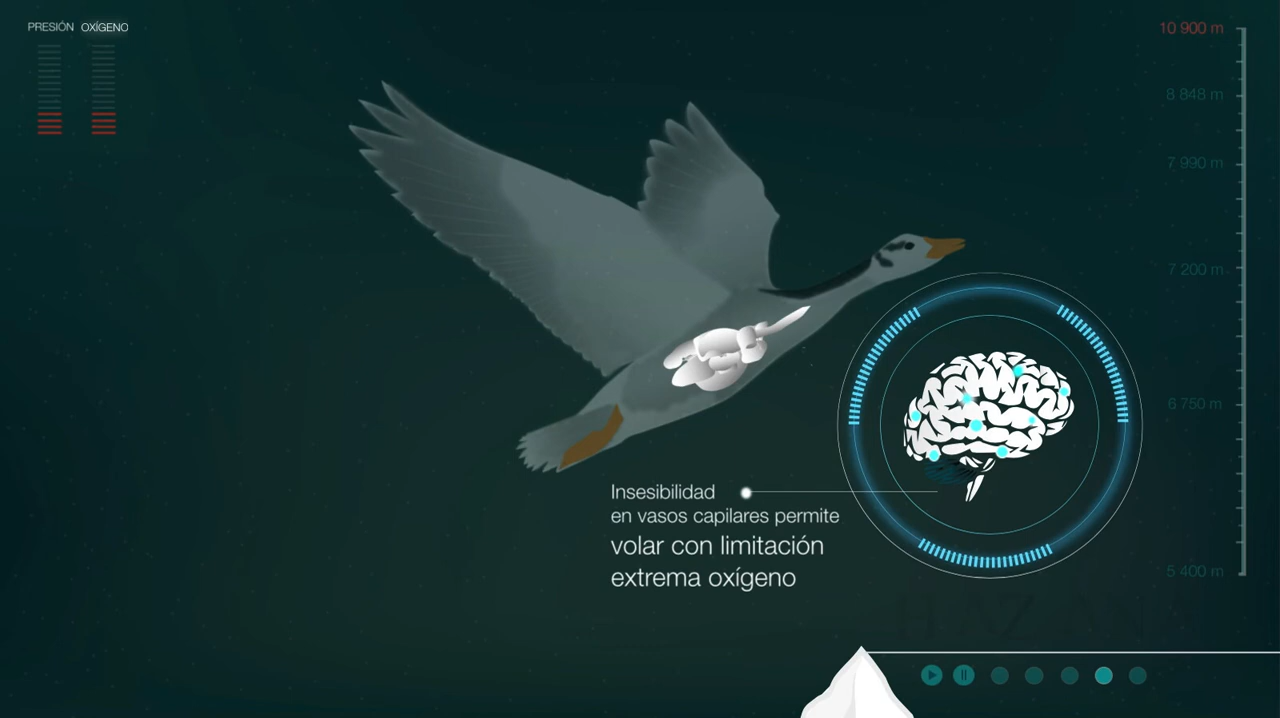 PRESIÓN OXÍGENO
10 900 m
8 848 m
7 990 m
7 200 m
6 750 m
5 400 m
Insesibilidad
en vasos capilares permite
volar con limitación
extrema oxígeno